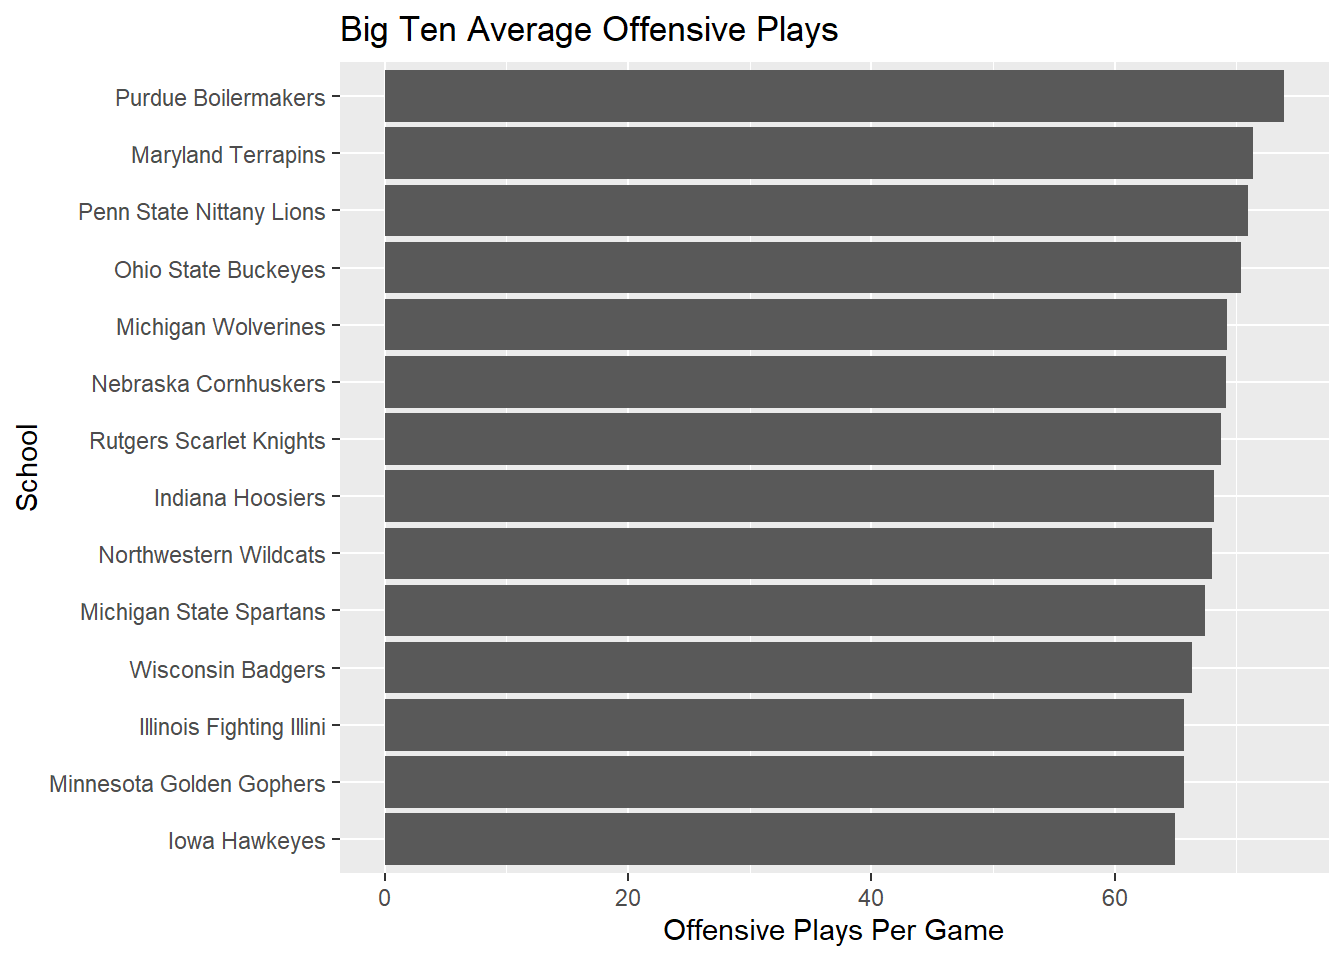 Big Ten Average Offensive Plays
Purdue Boilermakers
Maryland Terrapins
Penn State Nittany Lions
Ohio State Buckeyes
Michigan Wolverines
Nebraska Cornhuskers
Rutgers Scarlet Knights
Indiana Hoosiers
Northwestern Wildcats
Michigan State Spartans
Wisconsin Badgers
Illinois Fighting Illini
Minnesota Golden Gophers
Iowa Hawkeyes
School
0 20 40 60
Offensive Plays Per Game